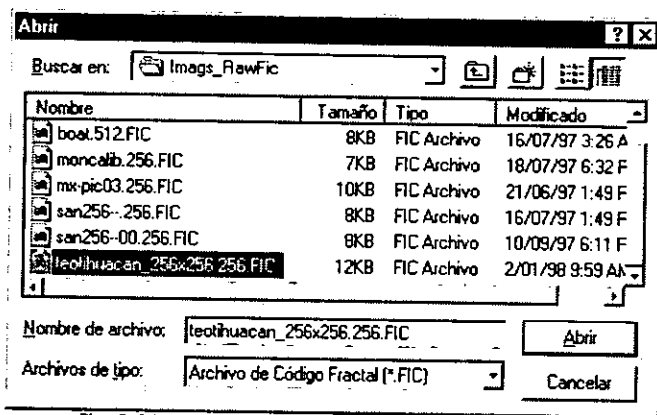 Abrir
Buscar en: Imags_RawFic
Nombre Tamaño Tipo Modificado
boat.512.FIC 8KB FIC Archivo 16/07/97 3:26 A
moncalib.256.FIC 7KB FIC Archivo 18/07/97 6:32 F
mx-pic03.256.FIC 10KB FIC Archivo 21/06/97 1:49 F
san256--.256.FIC 8KB FIC Archivo 16/07/97 1:49 F
san256--00.256.FIC 8KB FIC Archivo 10/09/97 6:11 F
teotihuacan_256x256.256.FIC 12KB FIC Archivo 2/01/98 9:59 AM
Nombre de archivo: teotihuacan_256x256.256.FIC Abrir
Archivos de tipo: Archivo de Código Fractal (*.FIC) Cancelar